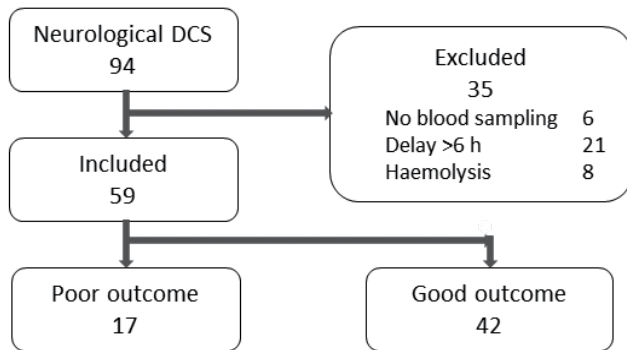 Neurological DCS
94
Excluded
35
No blood sampling 6
Delay >6 h 21
Haemolysis 8
Included
59
Poor outcome
17
Good outcome
42